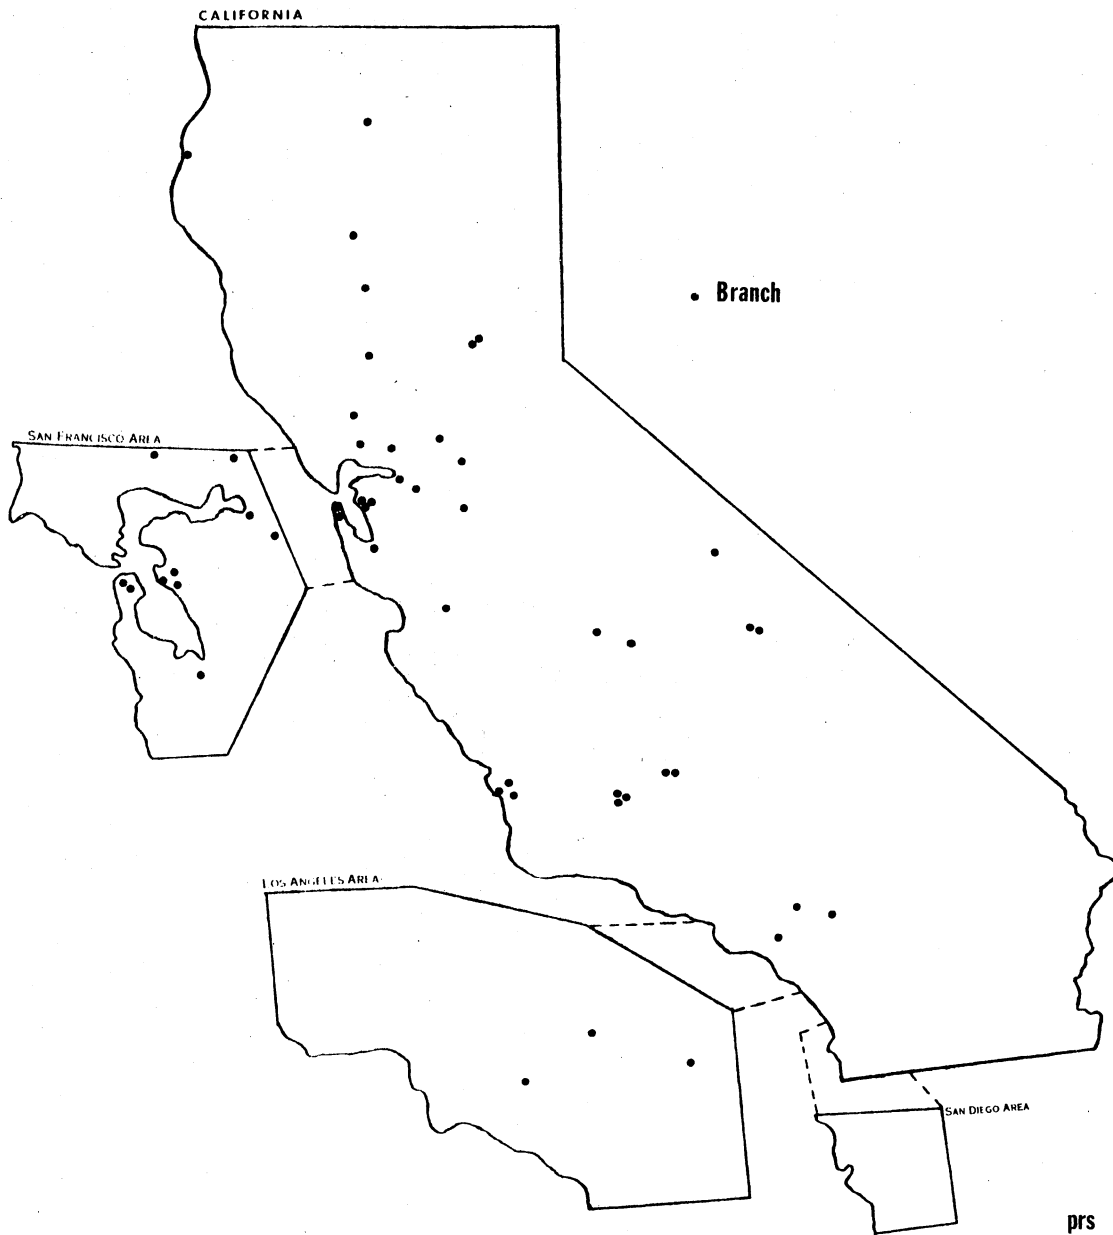 CALIFORNIA
Branch
SAN FRANCISCO AREA
LOS ANGELES AREA
SAN DIEGO AREA
prs